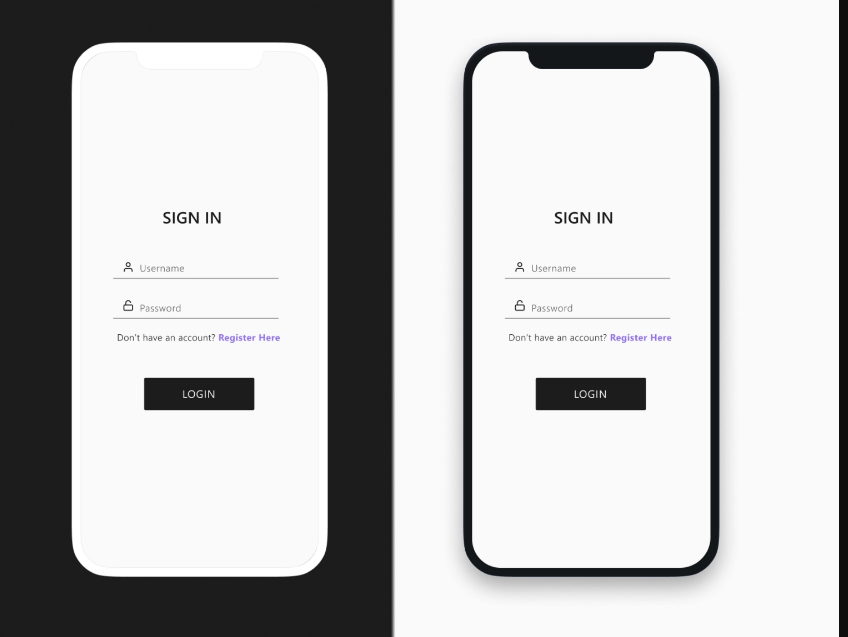 SIGN IN
Username
Password
Don't have an account? Register Here
LOGIN
SIGN IN
Username
Password
Don't have an account? Register Here
LOGIN